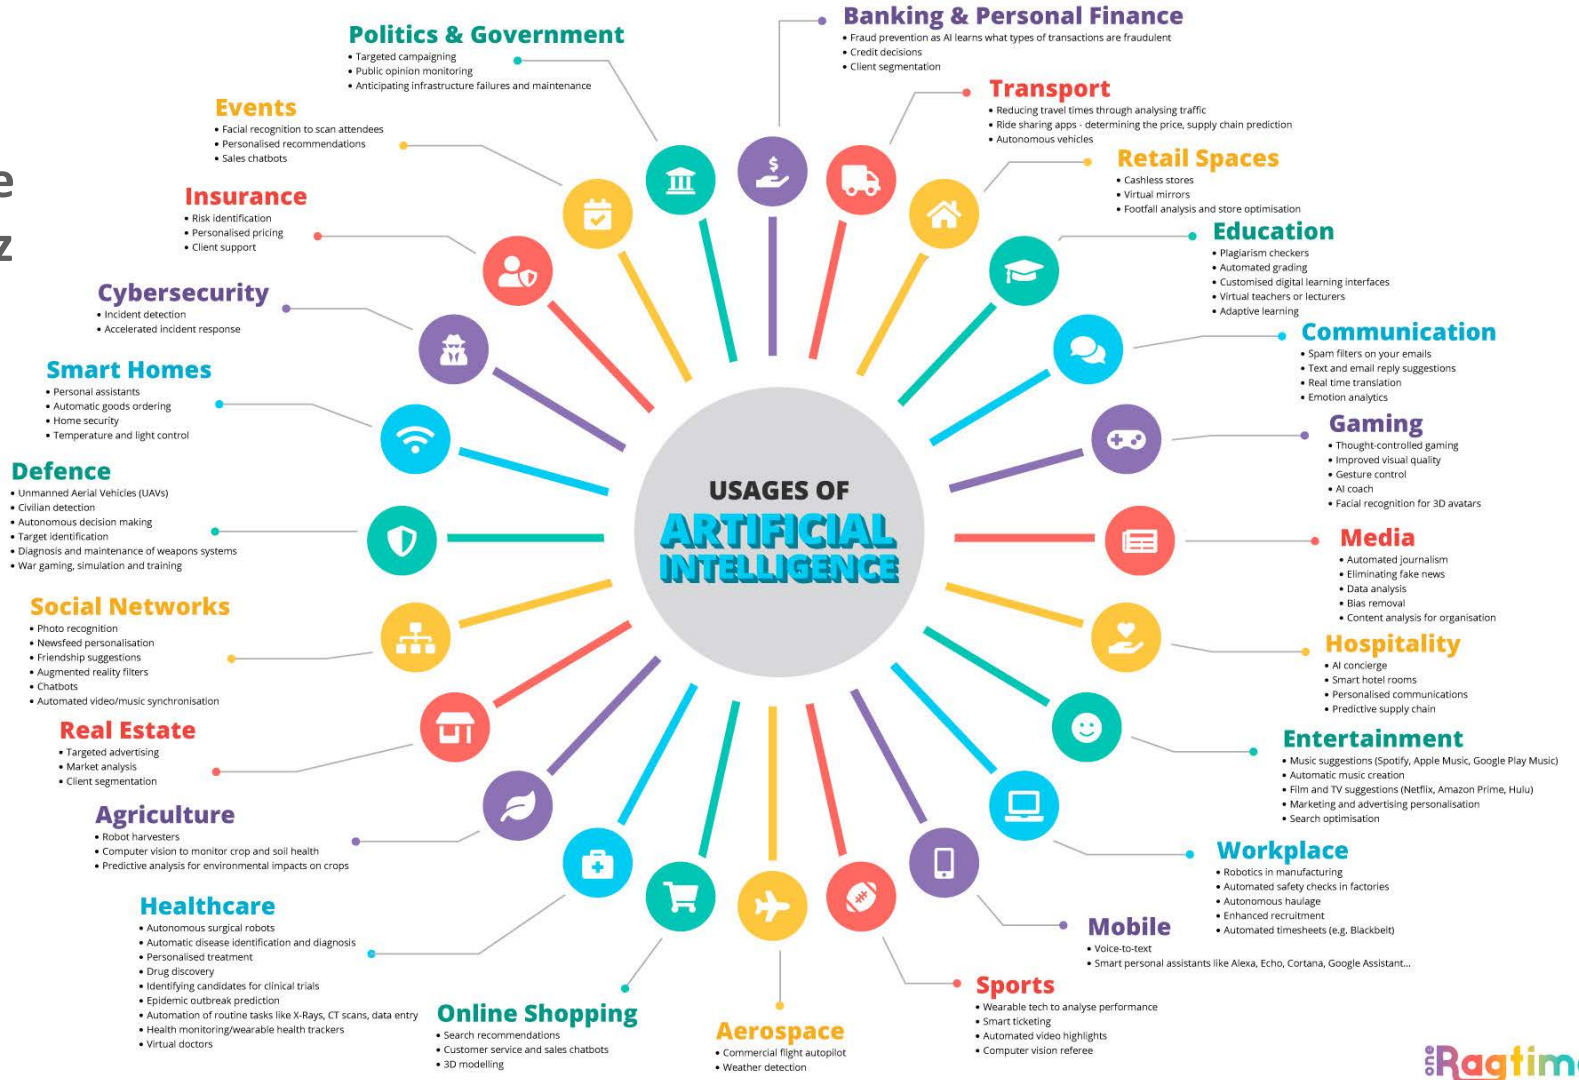 USAGES OF
ARTIFICIAL
INTELLIGENCE
Banking & Personal Finance
• Fraud prevention as AI learns what types of transactions are fraudulent
• Credit decisions
• Client segmentation
Transport
• Reducing travel times through analysing traffic
• Ride sharing apps - determining the price, supply chain prediction
• Autonomous vehicles
Retail Spaces
• Cashless stores
• Virtual mirrors
• Footfall analysis and store optimisation
Education
• Plagiarism checkers
• Automated grading
• Customised digital learning interfaces
• Virtual teachers or lecturers
• Adaptive learning
Communication
• Spam filters on your emails
• Text and email reply suggestions
• Real time translation
• Emotion analytics
Gaming
• Thought-controlled gaming
• Improved visual quality
• Gesture control
• AI coach
• Facial recognition for 3D avatars
Media
• Automated journalism
• Eliminating fake news
• Data analysis
• Bias removal
• Content analysis for organisation
Hospitality
• AI concierge
• Smart hotel rooms
• Personalised communications
• Predictive supply chain
Entertainment
• Music suggestions (Spotify, Apple Music, Google Play Music)
• Automatic music creation
• Film and TV suggestions (Netflix, Amazon Prime, Hulu)
• Marketing and advertising personalisation
• Search optimisation
Workplace
• Robotics in manufacturing
• Automated safety checks in factories
• Autonomous haulage
• Enhanced recruitment
• Automated timesheets (e.g. Blackbelt)
Mobile
• Voice-to-text
• Smart personal assistants like Alexa, Echo, Cortana, Google Assistant...
Sports
• Wearable tech to analyse performance
• Smart ticketing
• Automated video highlights
• Computer vision referee
Aerospace
• Commercial flight autopilot
• Weather detection
Online Shopping
• Search recommendations
• Customer service and sales chatbots
• 3D modelling
Healthcare
• Autonomous surgical robots
• Automatic disease identification and diagnosis
• Personalised treatment
• Drug discovery
• Identifying candidates for clinical trials
• Epidemic outbreak prediction
• Automation of routine tasks like X-Rays, CT scans, data entry
• Health monitoring/wearable health trackers
• Virtual doctors
Agriculture
• Robot harvesters
• Computer vision to monitor crop and soil health
• Predictive analysis for environmental impacts on crops
Real Estate
• Targeted advertising
• Market analysis
• Client segmentation
Social Networks
• Photo recognition
• Newsfeed personalisation
• Friendship suggestions
• Augmented reality filters
• Chatbots
• Automated video/music synchronisation
Defence
• Unmanned Aerial Vehicles (UAVs)
• Civilian detection
• Autonomous decision making
• Target identification
• Diagnosis and maintenance of weapons systems
• War gaming, simulation and training
Smart Homes
• Personal assistants
• Automatic goods ordering
• Home security
• Temperature and light control
Cybersecurity
• Incident detection
• Accelerated incident response
Insurance
• Risk identification
• Personalised pricing
• Client support
Events
• Facial recognition to scan attendees
• Personalised recommendations
• Sales chatbots
Politics & Government
• Targeted campaigning
• Public opinion monitoring
• Anticipating infrastructure failures and maintenance
e
z
one
Ragtim